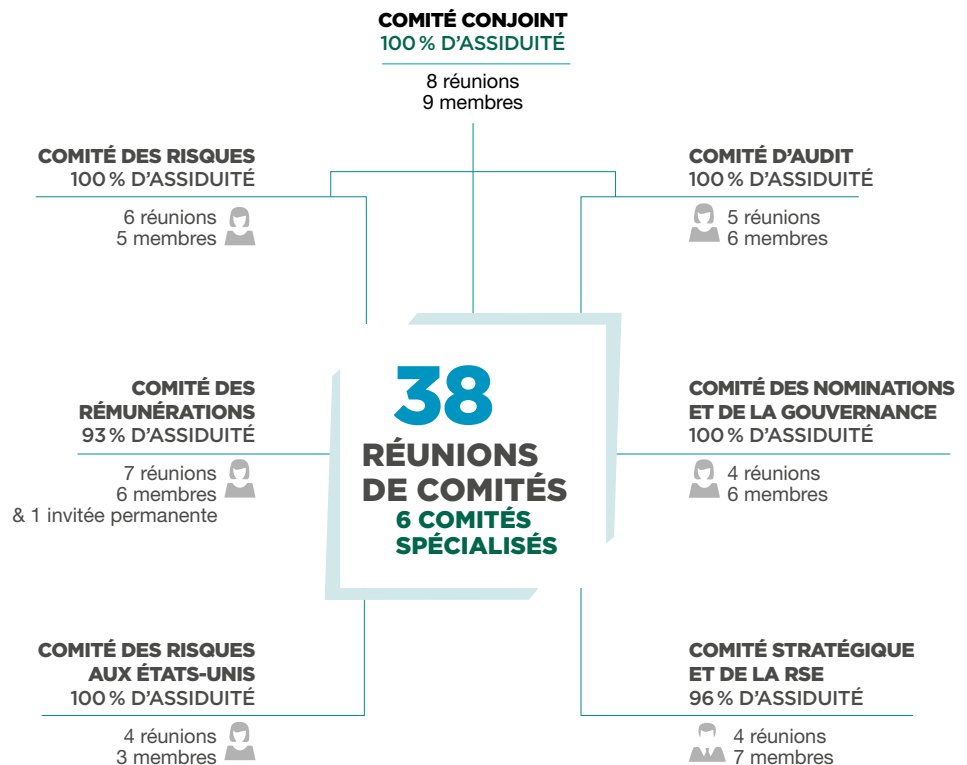 COMITÉ CONJOINT
100 % D'ASSIDUITÉ
8 réunions
9 membres
COMITÉ DES RISQUES
100 % D'ASSIDUITÉ
6 réunions
5 membres
COMITÉ D'AUDIT
100 % D'ASSIDUITÉ
5 réunions
6 membres
COMITÉ DES
RÉMUNÉRATIONS
93 % D'ASSIDUITÉ
7 réunions
6 membres
& 1 invitée permanente
38
RÉUNIONS
DE COMITÉS
6 COMITÉS
SPÉCIALISÉS
COMITÉ DES NOMINATIONS
ET DE LA GOUVERNANCE
100 % D'ASSIDUITÉ
4 réunions
6 membres
COMITÉ DES RISQUES
AUX ÉTATS-UNIS
100 % D'ASSIDUITÉ
4 réunions
3 membres
COMITÉ STRATÉGIQUE
ET DE LA RSE
96 % D'ASSIDUITÉ
4 réunions
7 membres